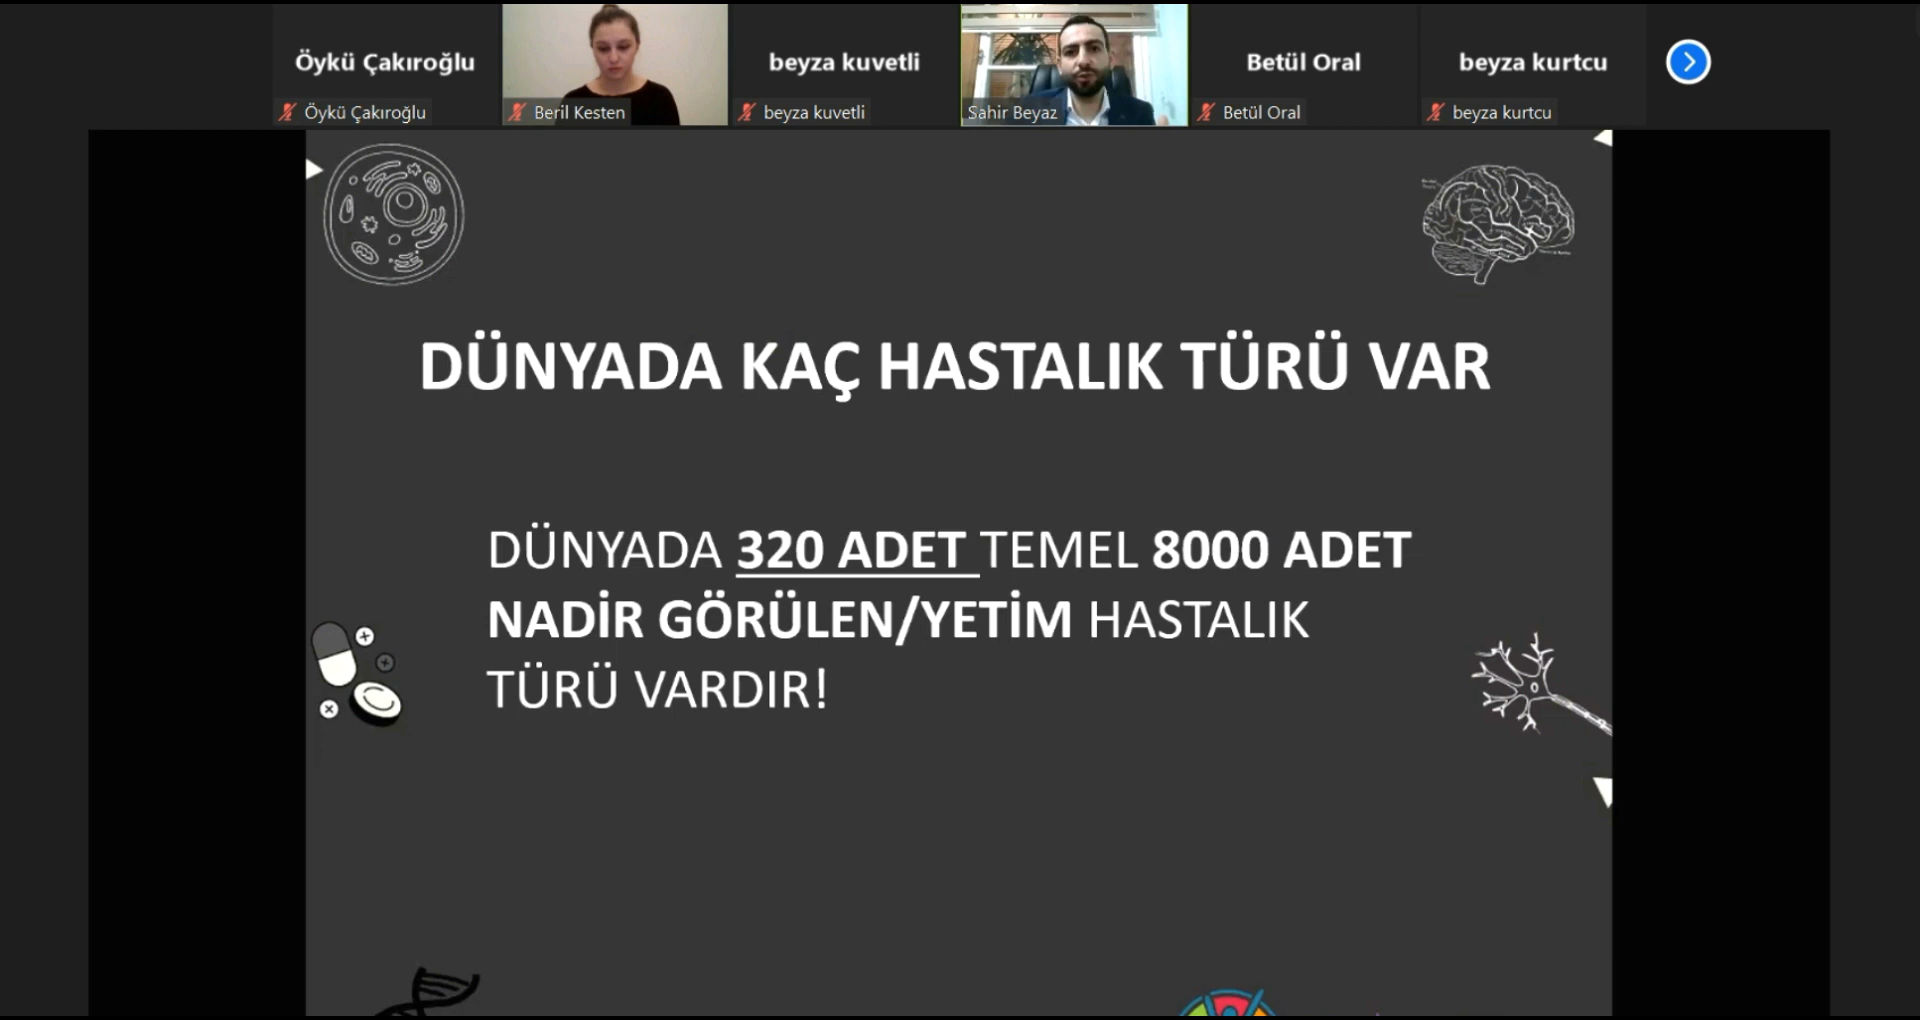 Öykü Çakıroğlu
beyza kuvetli
Betül Oral
beyza kurtcu
Öykü Çakıroğlu
Beril Kesten
beyza kuvetli
Sahir Beyaz
Betül Oral
beyza kurtcu
DÜNYADA KAÇ HASTALIK TÜRÜ VAR
DÜNYADA 320 ADET TEMEL 8000 ADET
NADİR GÖRÜLEN/YETİM HASTALIK
TÜRÜ VARDIR!